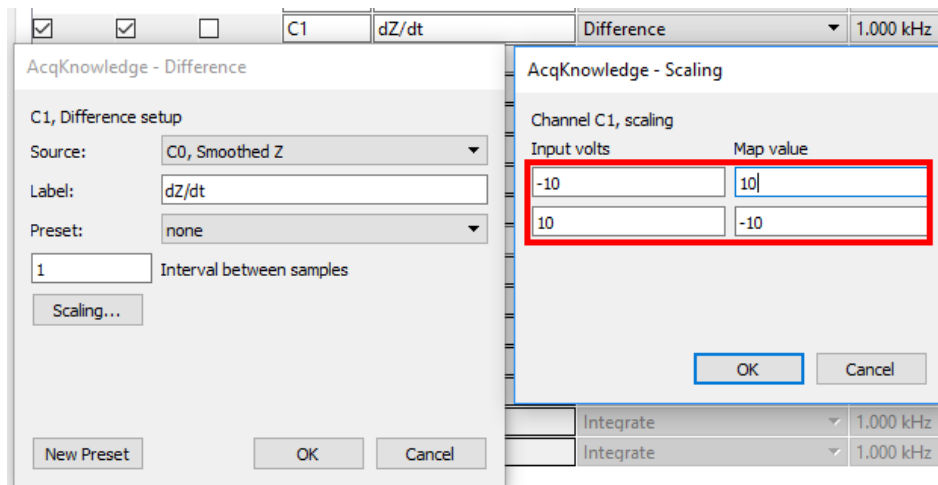 C1 dZ/dt Difference 1.000 kHz
AcqKnowledge - Difference
C1, Difference setup
Source: C0, Smoothed Z
Label: dZ/dt
Preset: none
1 Interval between samples
Scaling...
New Preset OK Cancel
AcqKnowledge - Scaling
Channel C1, scaling
Input volts Map value
-10 10
10 -10
OK Cancel
Integrate 1.000 kHz
Integrate 1.000 kHz